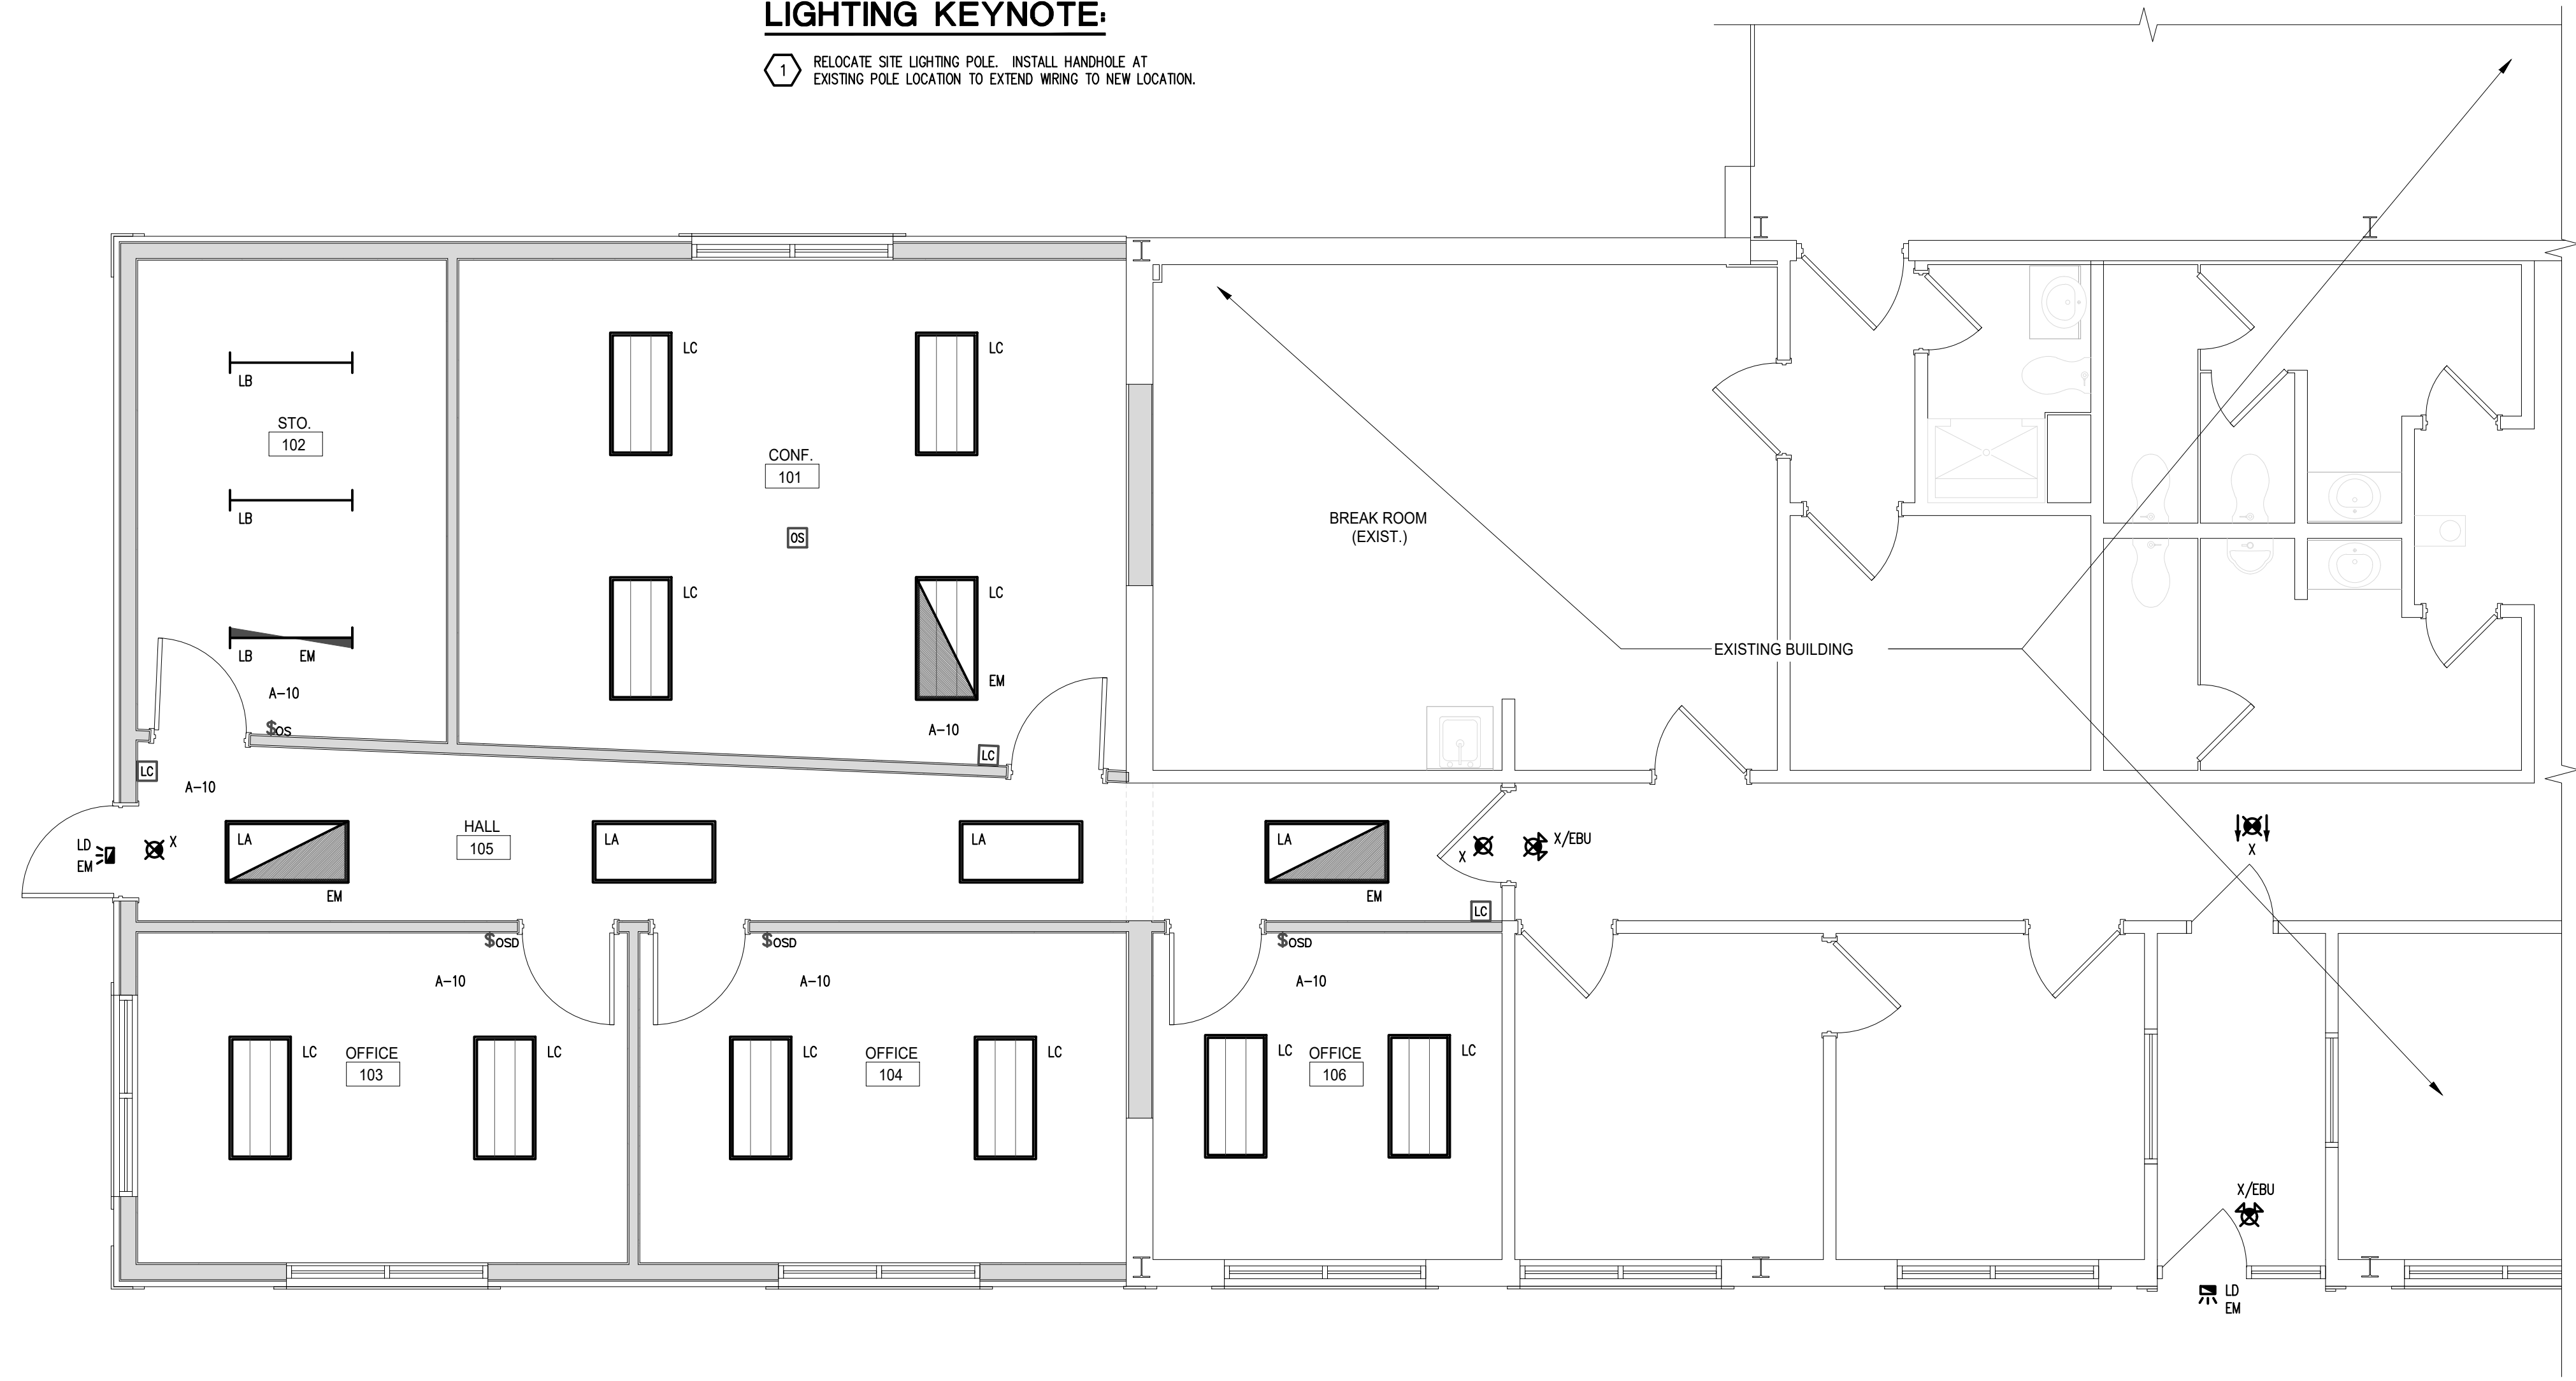 LIGHTING KEYNOTE:
1 RELOCATE SITE LIGHTING POLE. INSTALL HANDHOLE AT
EXISTING POLE LOCATION TO EXTEND WIRING TO NEW LOCATION.
LC
LC
LB
STO.
102
CONF.
101
LB
OS
BREAK ROOM
(EXIST.)
LC
LC
LB EM
EXISTING BUILDING
EM
A-10
$OS
A-10
LC
LC
A-10
LD
EM
X
LA
EM
HALL
105
LA
LA
LA
EM
X
X/EBU
X
LC
$OSD
$OSD
$OSD
A-10
A-10
A-10
LC
OFFICE
103
LC
LC
OFFICE
104
LC
LC
OFFICE
106
LC
X/EBU
LD
EM